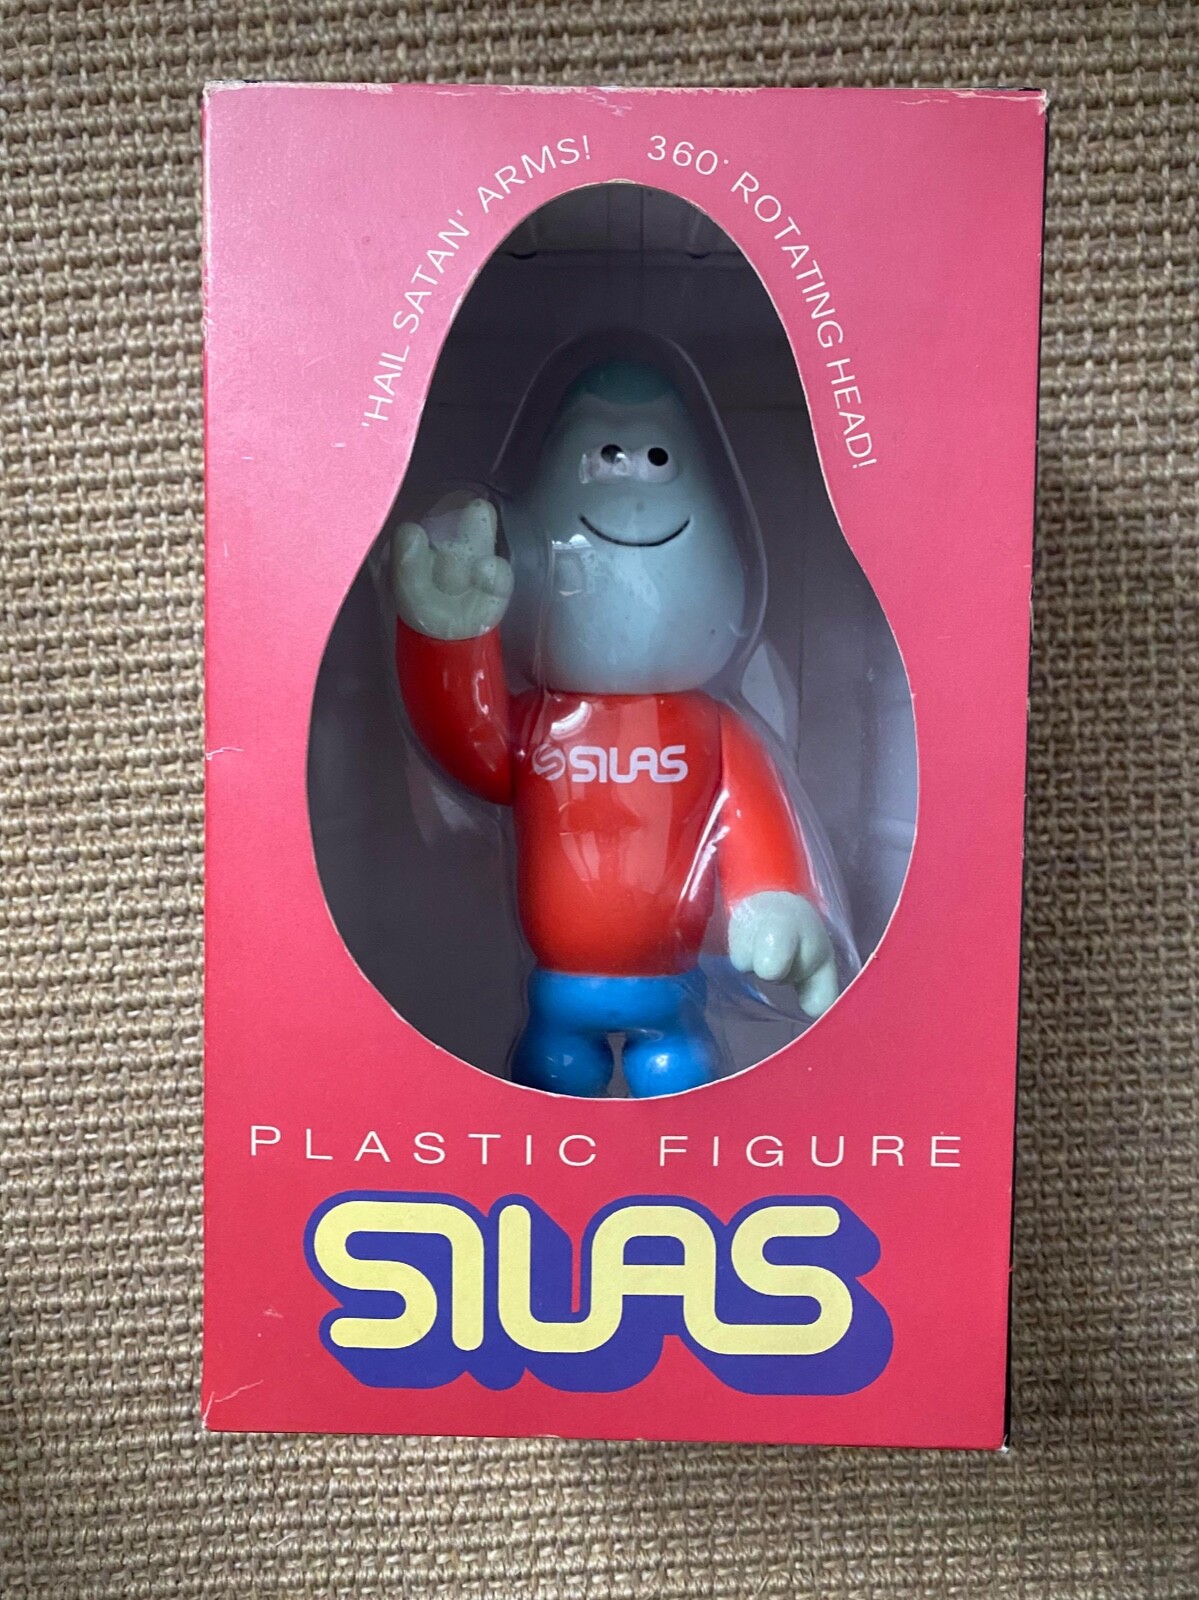 'HAIL SATAN' ARMS!
360° ROTATING HEAD!
SILAS
PLASTIC FIGURE
SILAS